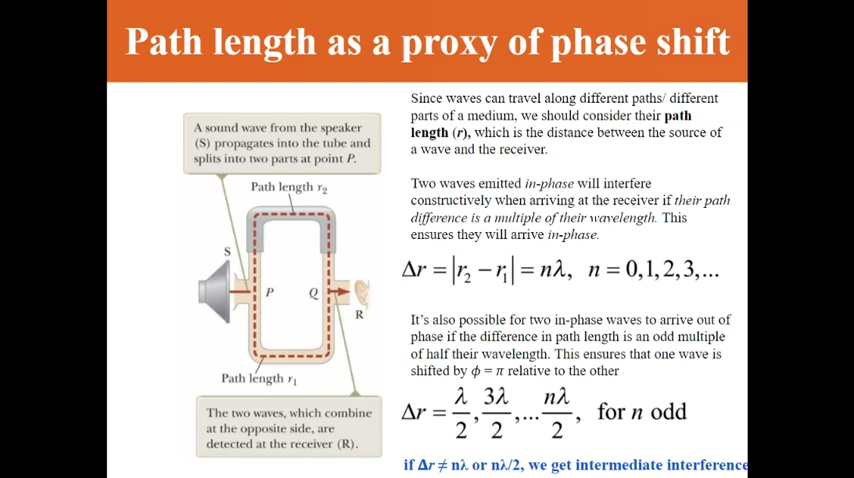 Path length as a proxy of phase shift
Since waves can travel along different paths/ different
parts of a medium, we should consider their path
length (r), which is the distance between the source of
a wave and the receiver.
A sound wave from the speaker
(S) propagates into the tube and
splits into two parts at point P.
Path length r₂
S
P
Q
R
Path length r₁
The two waves, which combine
at the opposite side, are
detected at the receiver (R).
Two waves emitted in-phase will interfere
constructively when arriving at the receiver if their path
difference is a multiple of their wavelength. This
ensures they will arrive in-phase.
Δr = |r₂ − r₁| = nλ, n = 0,1,2,3,...
It's also possible for two in-phase waves to arrive out of
phase if the difference in path length is an odd multiple
of half their wavelength. This ensures that one wave is
shifted by ϕ = π relative to the other
Δr = λ/2, 3λ/2, ... nλ/2, for n odd
if Δr ≠ nλ or nλ/2, we get intermediate interference